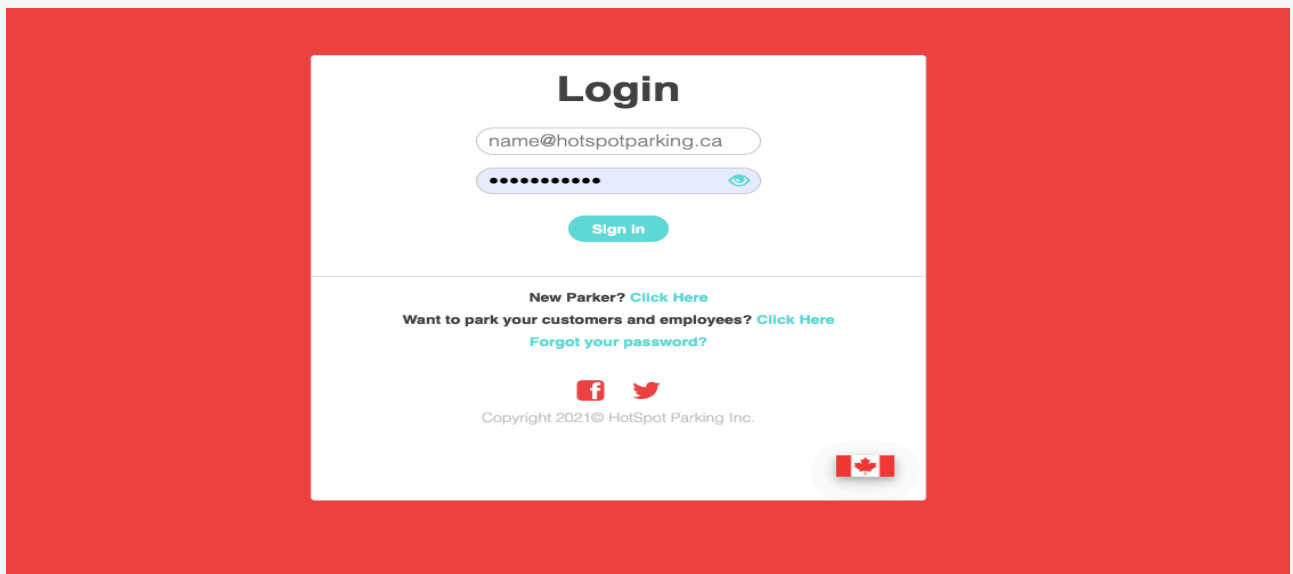 Login
name@hotspotparking.ca
•••••••••••
Sign in
New Parker? Click Here
Want to park your customers and employees? Click Here
Forgot your password?
Copyright 2021© HotSpot Parking Inc.